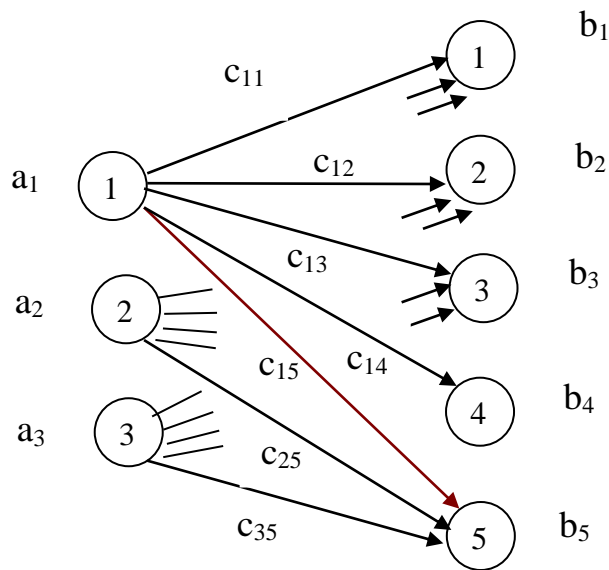 b₁
1
c₁₁
c₁₂
b₂
2
a₁
1
c₁₃
b₃
3
a₂
2
c₁₅
c₁₄
b₄
4
a₃
3
c₂₅
c₃₅
5
b₅